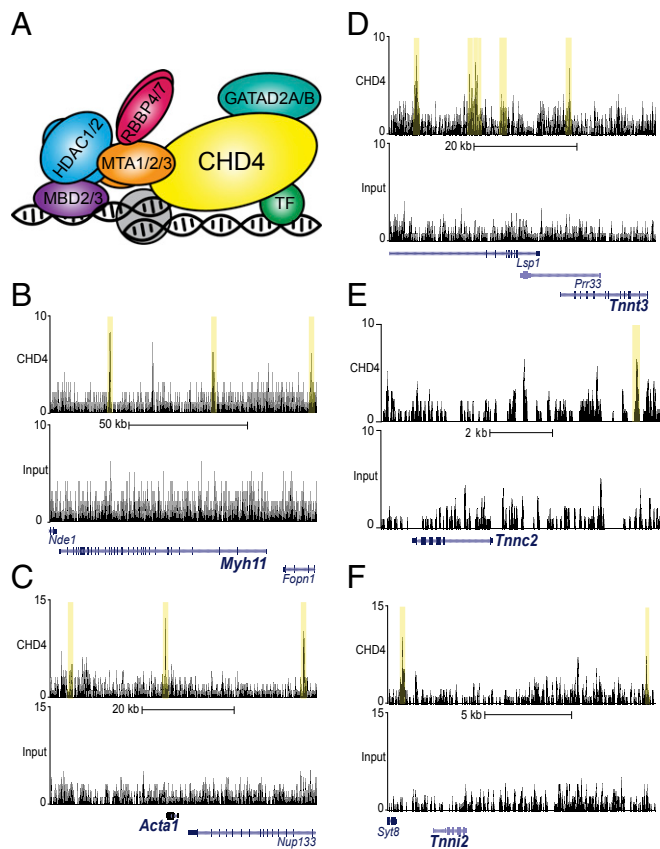 A
HDAC1/2
RBBP4/7
GATAD2A/B
MTA1/2/3
CHD4
MBD2/3
TF
B
10
CHD4
0
50 kb
10
Input
0
Nde1
Myh11
Fopn1
C
15
CHD4
0
20 kb
15
Input
0
Acta1
Nup133
D
10
CHD4
0
20 kb
10
Input
0
Lsp1
Prr33
Tnnt3
E
10
CHD4
0
2 kb
10
Input
0
Tnnc2
F
15
CHD4
0
5 kb
15
Input
0
Syt8
Tnni2